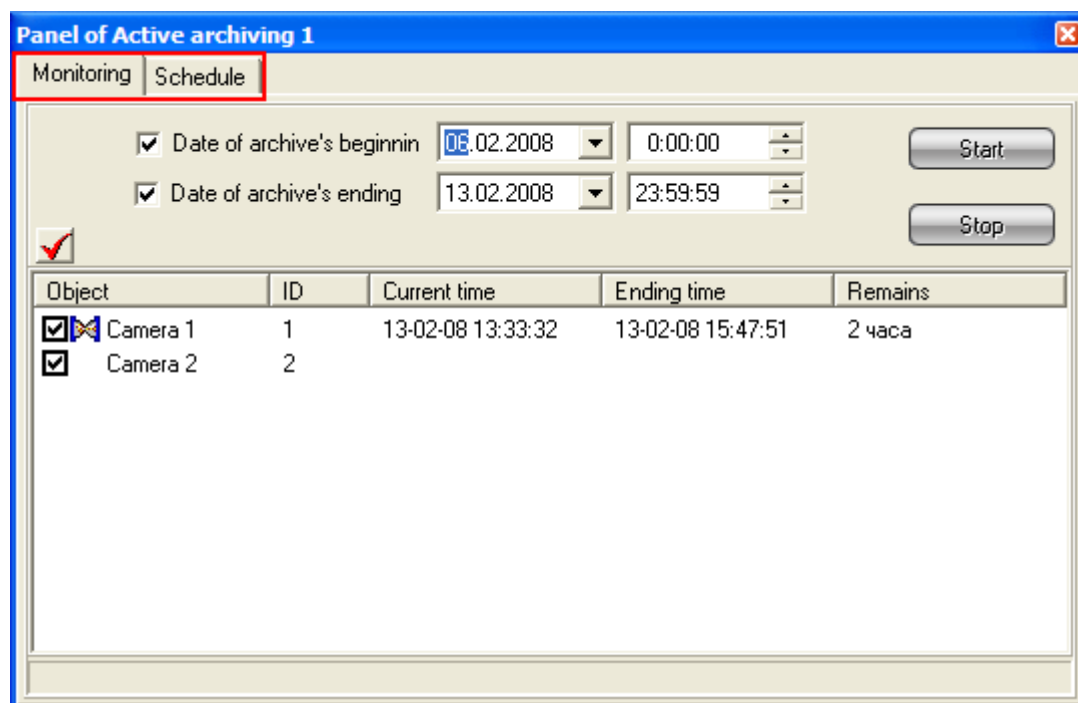 Panel of Active archiving 1
Monitoring Schedule
Date of archive's beginnin 06.02.2008 0:00:00 Start
Date of archive's ending 13.02.2008 23:59:59
Stop
Object ID Current time Ending time Remains
Camera 1 1 13-02-08 13:33:32 13-02-08 15:47:51 2 часа
Camera 2 2